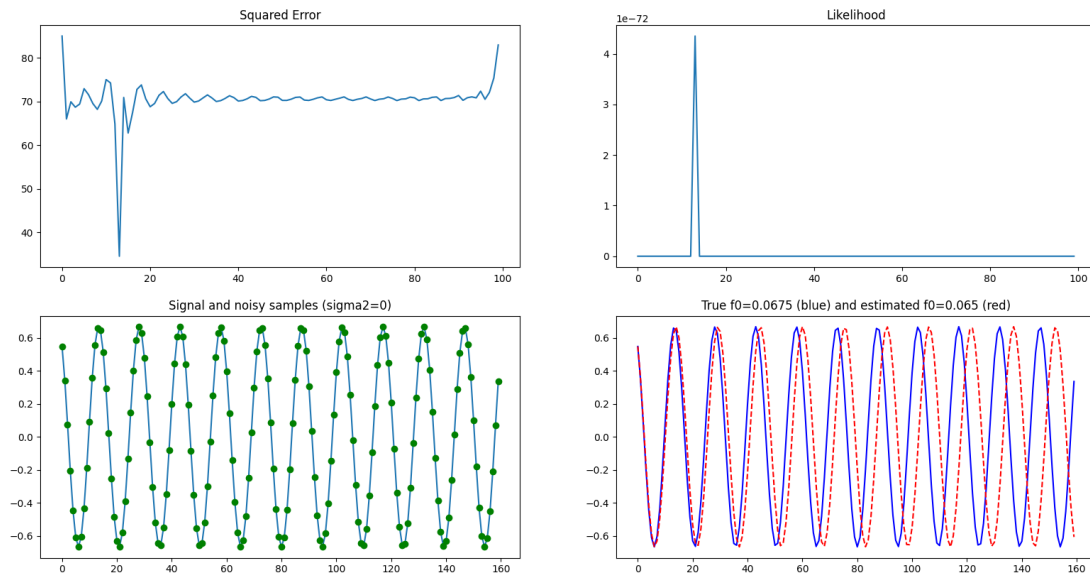 Squared Error
80
70
60
50
40
0 20 40 60 80 100
Likelihood
1e−72
4
3
2
1
0
0 20 40 60 80 100
Signal and noisy samples (sigma2=0)
0.6
0.4
0.2
0.0
−0.2
−0.4
−0.6
0 20 40 60 80 100 120 140 160
True f0=0.0675 (blue) and estimated f0=0.065 (red)
0.6
0.4
0.2
0.0
−0.2
−0.4
−0.6
0 20 40 60 80 100 120 140 160